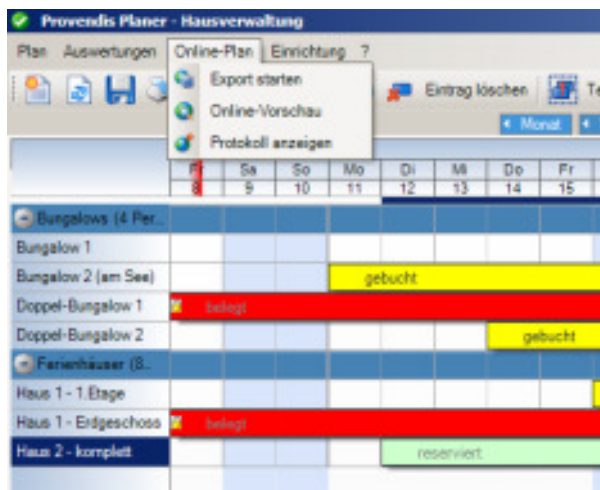 Provendis Planer - Hausverwaltung
Plan Auswertungen Online-Plan Einrichtung ?
Export starten
Online-Vorschau
Protokoll anzeigen
Eintrag löschen
Monat
Fr Sa So Mo Di Mi Do Fr
8 9 10 11 12 13 14 15
Bungalows (4 Per..
Bungalow 1
Bungalow 2 (am See) gebucht
Doppel-Bungalow 1 belegt
Doppel-Bungalow 2 gebucht
Ferienhäuser (8..
Haus 1 - 1.Etage
Haus 1 - Erdgeschoss belegt
Haus 2 - komplett reserviert